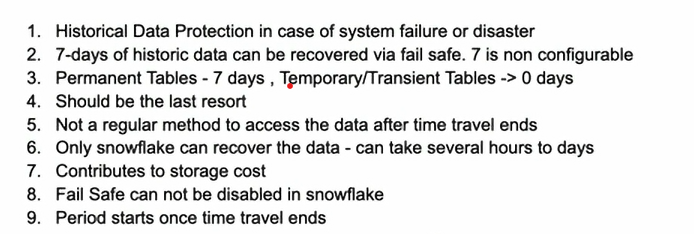 1. Historical Data Protection in case of system failure or disaster
2. 7-days of historic data can be recovered via fail safe. 7 is non configurable
3. Permanent Tables - 7 days , Temporary/Transient Tables -> 0 days
4. Should be the last resort
5. Not a regular method to access the data after time travel ends
6. Only snowflake can recover the data - can take several hours to days
7. Contributes to storage cost
8. Fail Safe can not be disabled in snowflake
9. Period starts once time travel ends